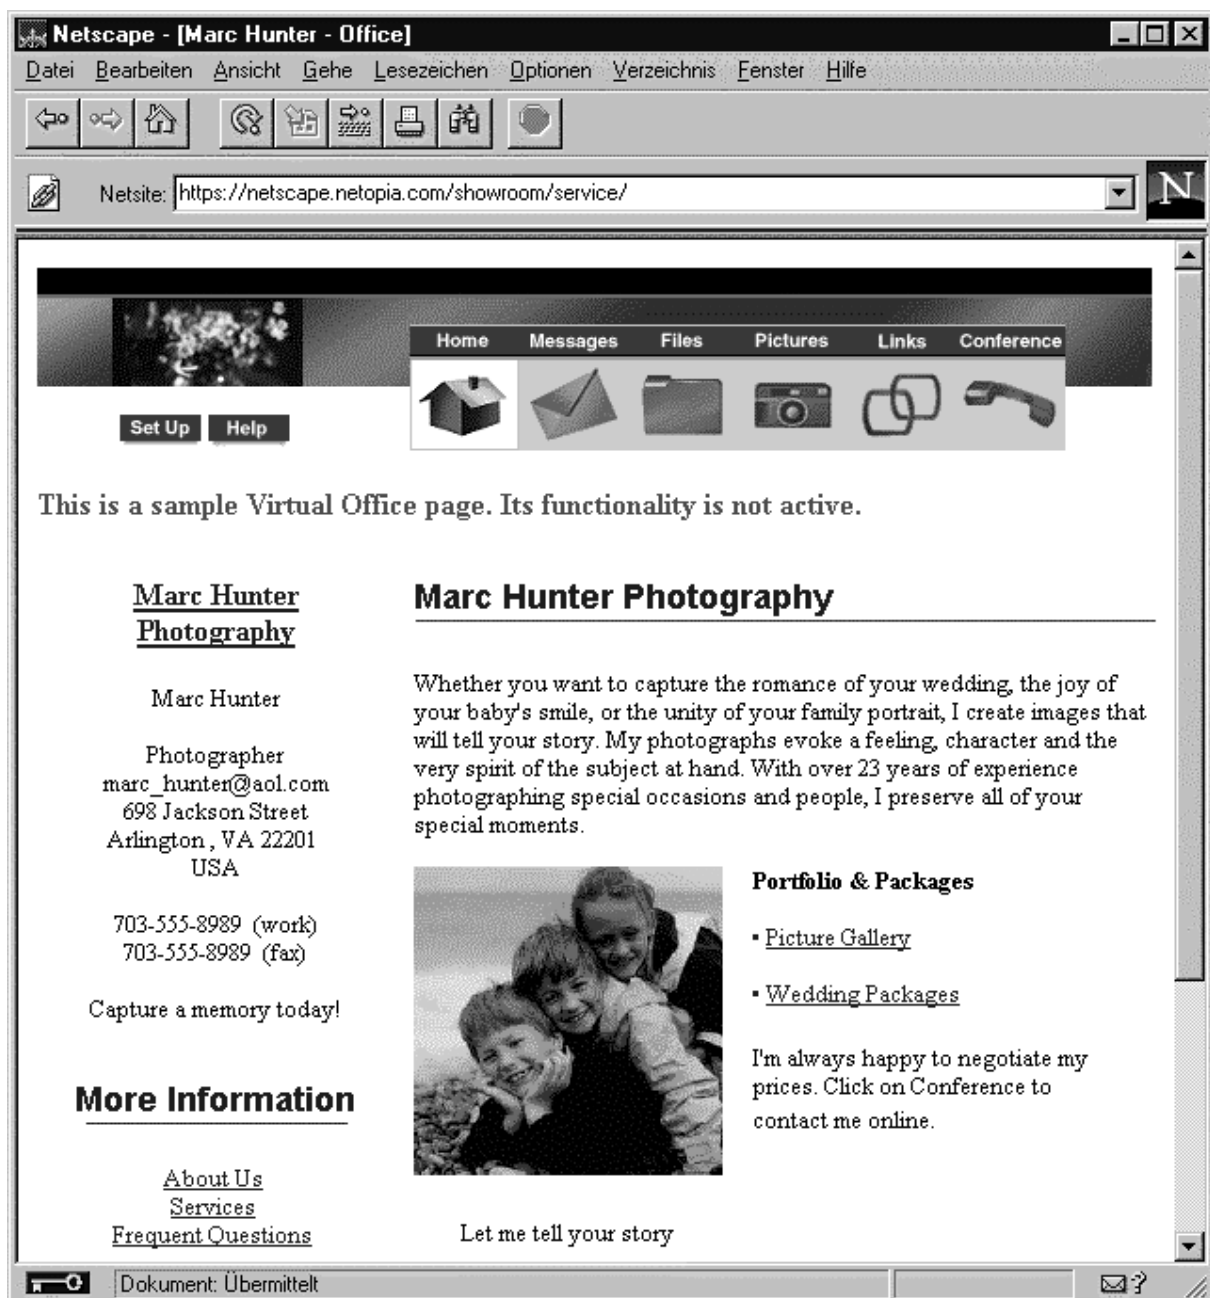 Netscape - [Marc Hunter - Office]
Datei Bearbeiten Ansicht Gehe Lesezeichen Optionen Verzeichnis Fenster Hilfe
Netsite: https://netscape.netopia.com/showroom/service/
N
Home Messages Files Pictures Links Conference
Set Up Help
This is a sample Virtual Office page. Its functionality is not active.
Marc Hunter
Photography
Marc Hunter
Photographer
marc_hunter@aol.com
698 Jackson Street
Arlington , VA 22201
USA
703-555-8989 (work)
703-555-8989 (fax)
Capture a memory today!
More Information
About Us
Services
Frequent Questions
Marc Hunter Photography
Whether you want to capture the romance of your wedding, the joy of
your baby's smile, or the unity of your family portrait, I create images that
will tell your story. My photographs evoke a feeling, character and the
very spirit of the subject at hand. With over 23 years of experience
photographing special occasions and people, I preserve all of your
special moments.
Portfolio & Packages
▪ Picture Gallery
▪ Wedding Packages
I'm always happy to negotiate my
prices. Click on Conference to
contact me online.
Let me tell your story
Dokument: Übermittelt
?